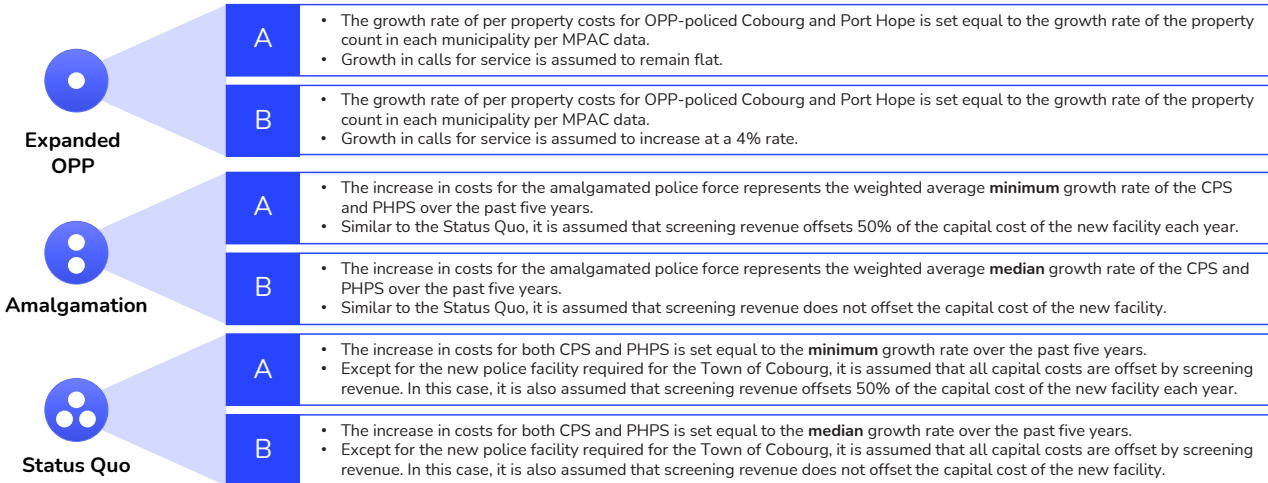 A
• The growth rate of per property costs for OPP-policed Cobourg and Port Hope is set equal to the growth rate of the property
count in each municipality per MPAC data.
• Growth in calls for service is assumed to remain flat.
B
• The growth rate of per property costs for OPP-policed Cobourg and Port Hope is set equal to the growth rate of the property
count in each municipality per MPAC data.
• Growth in calls for service is assumed to increase at a 4% rate.
Expanded
OPP
A
• The increase in costs for the amalgamated police force represents the weighted average minimum growth rate of the CPS
and PHPS over the past five years.
• Similar to the Status Quo, it is assumed that screening revenue offsets 50% of the capital cost of the new facility each year.
B
• The increase in costs for the amalgamated police force represents the weighted average median growth rate of the CPS and
PHPS over the past five years.
• Similar to the Status Quo, it is assumed that screening revenue does not offset the capital cost of the new facility.
Amalgamation
A
• The increase in costs for both CPS and PHPS is set equal to the minimum growth rate over the past five years.
• Except for the new police facility required for the Town of Cobourg, it is assumed that all capital costs are offset by screening
revenue. In this case, it is also assumed that screening revenue offsets 50% of the capital cost of the new facility each year.
B
• The increase in costs for both CPS and PHPS is set equal to the median growth rate over the past five years.
• Except for the new police facility required for the Town of Cobourg, it is assumed that all capital costs are offset by screening
revenue. In this case, it is also assumed that screening revenue does not offset the capital cost of the new facility.
Status Quo